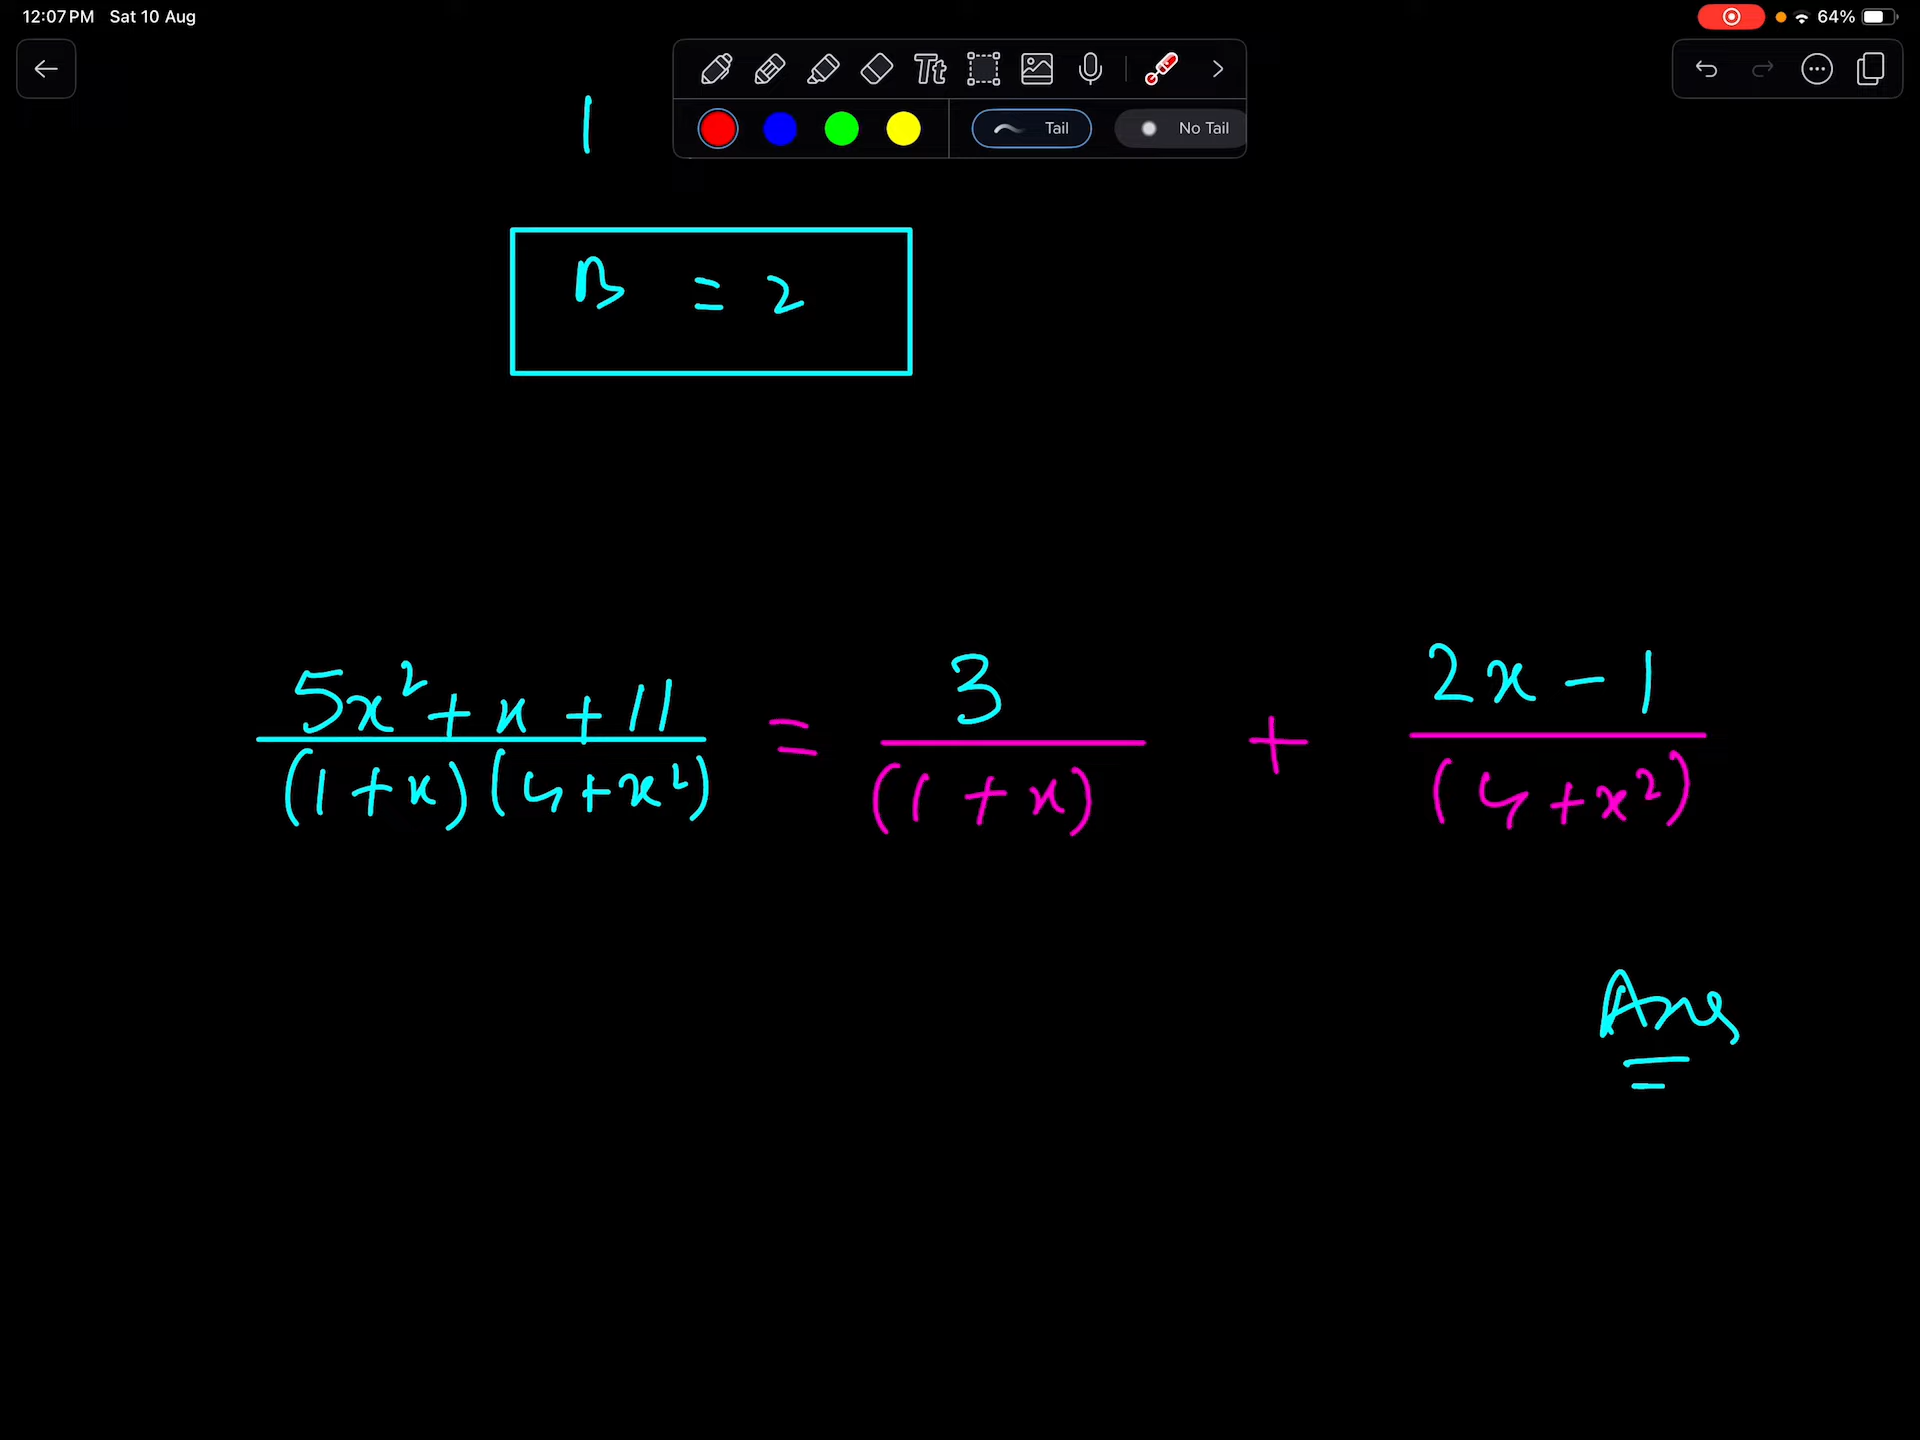 12:07 PM Sat 10 Aug
64%
Tt
Tail
No Tail
B = 2
5x² + x + 11 / (1 + x)(4 + x²) = 3 / (1 + x) + 2x - 1 / (4 + x²)
Ans